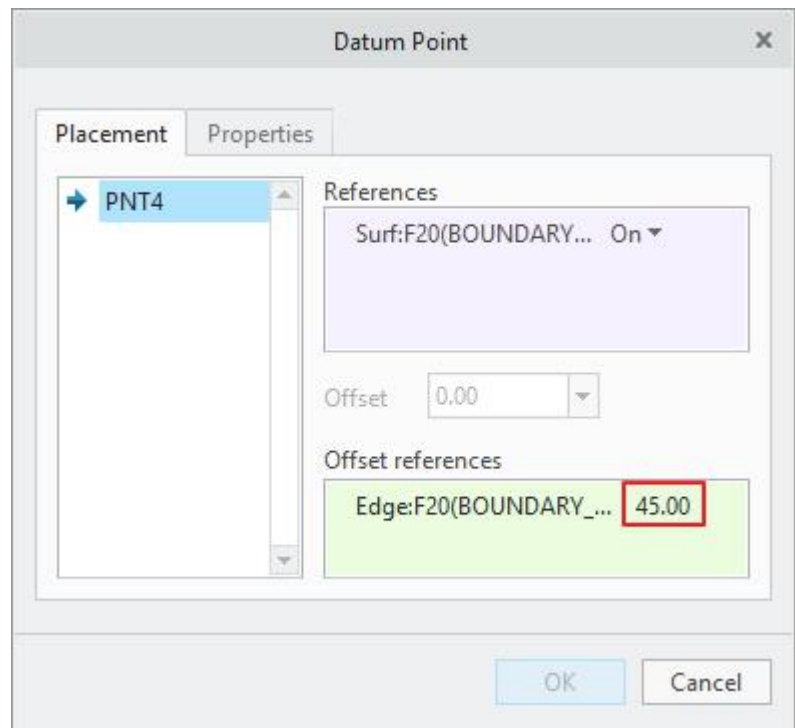 Datum Point
Placement Properties
PNT4
References
Surf:F20(BOUNDARY... On
Offset 0.00
Offset references
Edge:F20(BOUNDARY_... 45.00
OK Cancel